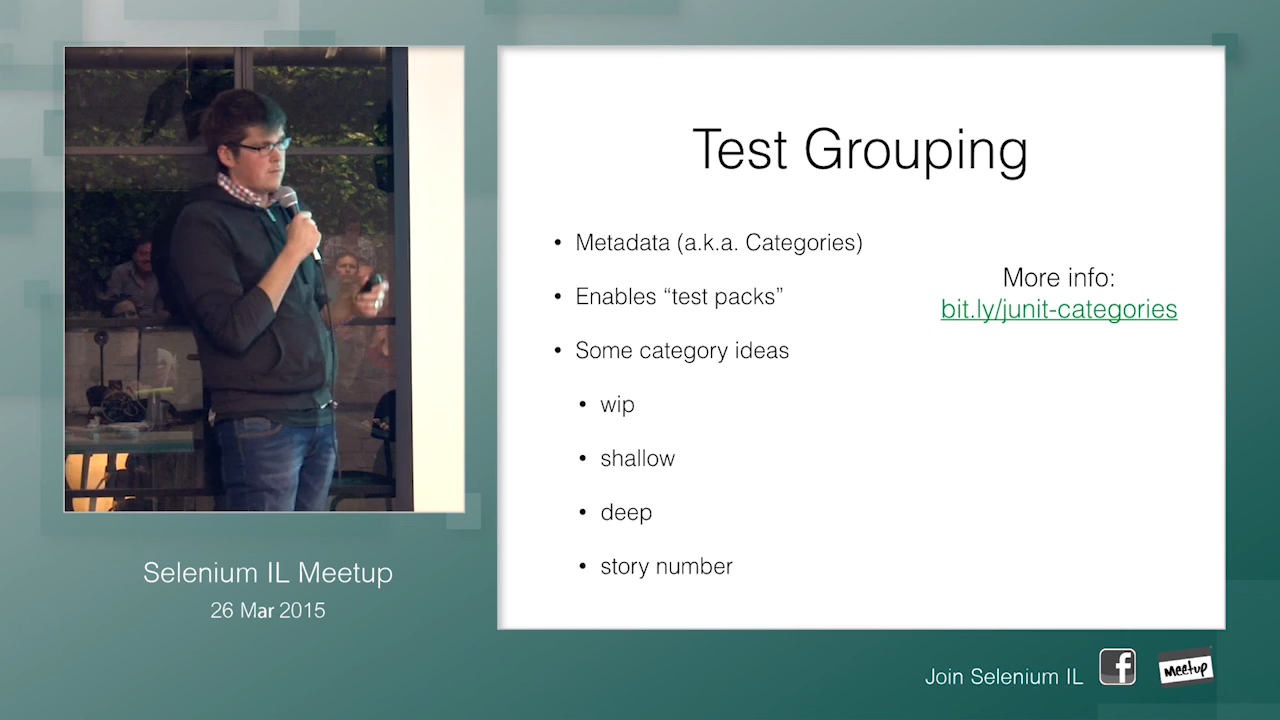 Test Grouping
• Metadata (a.k.a. Categories)
• Enables “test packs”
• Some category ideas
• wip
• shallow
• deep
• story number
More info:
bit.ly/junit-categories
Selenium IL Meetup
26 Mar 2015
Join Selenium IL
f
Meetup